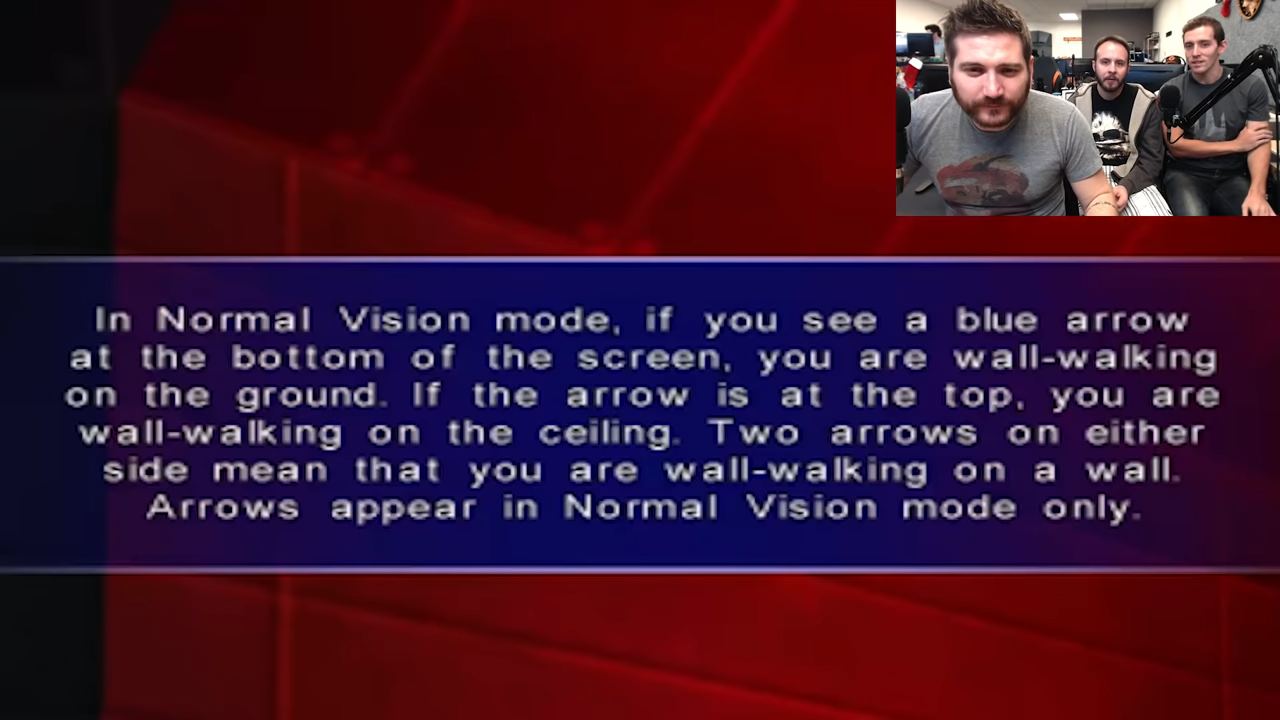 In Normal Vision mode, if you see a blue arrow
at the bottom of the screen, you are wall-walking
on the ground. If the arrow is at the top, you are
wall-walking on the ceiling. Two arrows on either
side mean that you are wall-walking on a wall.
Arrows appear in Normal Vision mode only.